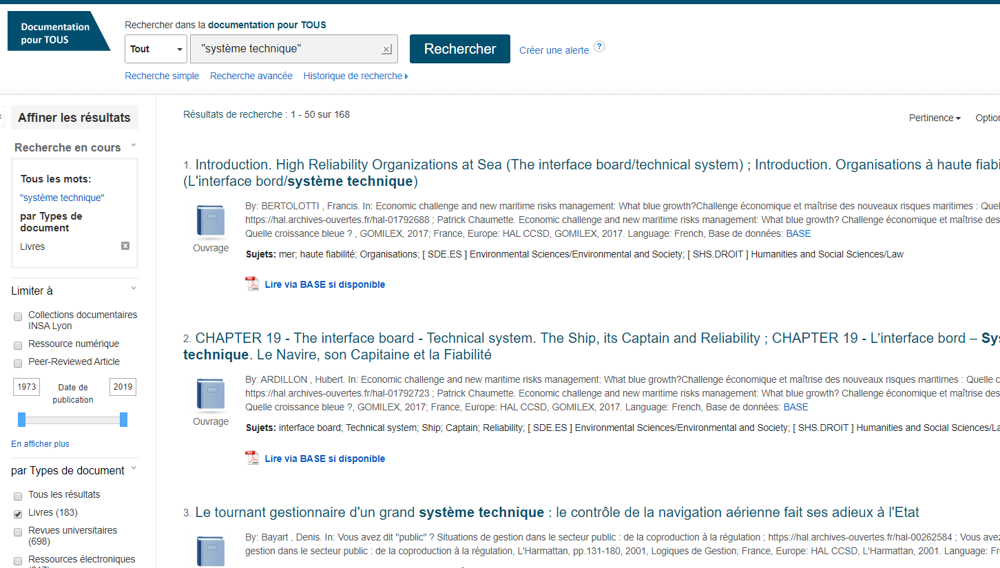 Documentation
pour TOUS
Rechercher dans la documentation pour TOUS
Tout
"système technique"
Rechercher
Créer une alerte
?
Recherche simple
Recherche avancée
Historique de recherche
Affiner les résultats
Recherche en cours
Tous les mots:
"système technique"
par Types de
document
Livres
Limiter à
Collections documentaires
INSA Lyon
Ressource numérique
Peer-Reviewed Article
1973
Date de
publication
2019
En afficher plus
par Types de document
Tous les résultats
Livres (183)
Revues universitaires
(698)
Ressources électroniques
Résultats de recherche : 1 - 50 sur 168
Pertinence
Option
1. Introduction. High Reliability Organizations at Sea (The interface board/technical system) ; Introduction. Organisations à haute fiabi
(L'interface bord/système technique)
Ouvrage
By: BERTOLOTTI , Francis. In: Economic challenge and new maritime risks management: What blue growth?Challenge économique et maîtrise des nouveaux risques maritimes : Quel
https://hal.archives-ouvertes.fr/hal-01792688 ; Patrick Chaumette. Economic challenge and new maritime risks management: What blue growth? Challenge économique et maîtrise des
Quelle croissance bleue ? , GOMILEX, 2017; France, Europe: HAL CCSD, GOMILEX, 2017. Language: French, Base de données: BASE
Sujets: mer; haute fiabilité; Organisations; [ SDE.ES ] Environmental Sciences/Environmental and Society; [ SHS.DROIT ] Humanities and Social Sciences/Law
Lire via BASE si disponible
2. CHAPTER 19 - The interface board - Technical system. The Ship, its Captain and Reliability ; CHAPTER 19 - L’interface bord – Sys
technique. Le Navire, son Capitaine et la Fiabilité
Ouvrage
By: ARDILLON , Hubert. In: Economic challenge and new maritime risks management: What blue growth?Challenge économique et maîtrise des nouveaux risques maritimes : Quelle c
https://hal.archives-ouvertes.fr/hal-01792723 ; Patrick Chaumette. Economic challenge and new maritime risks management: What blue growth? Challenge économique et maîtrise des
Quelle croissance bleue ?, GOMILEX, 2017; France, Europe: HAL CCSD, GOMILEX, 2017. Language: French, Base de données: BASE
Sujets: interface board; Technical system; Ship; Captain; Reliability; [ SDE.ES ] Environmental Sciences/Environmental and Society; [ SHS.DROIT ] Humanities and Social Sciences/La
Lire via BASE si disponible
3. Le tournant gestionnaire d'un grand système technique : le contrôle de la navigation aérienne fait ses adieux à l'Etat
By: Bayart , Denis. In: Vous avez dit "public" ? Situations de gestion dans le secteur public : de la coproduction à la régulation ; https://hal.archives-ouvertes.fr/hal-00262584 ; Vous avez
gestion dans le secteur public : de la coproduction à la régulation, L'Harmattan, pp.131-180, 2001, Logiques de Gestion; France, Europe: HAL CCSD, L'Harmattan, 2001. Language: Fr